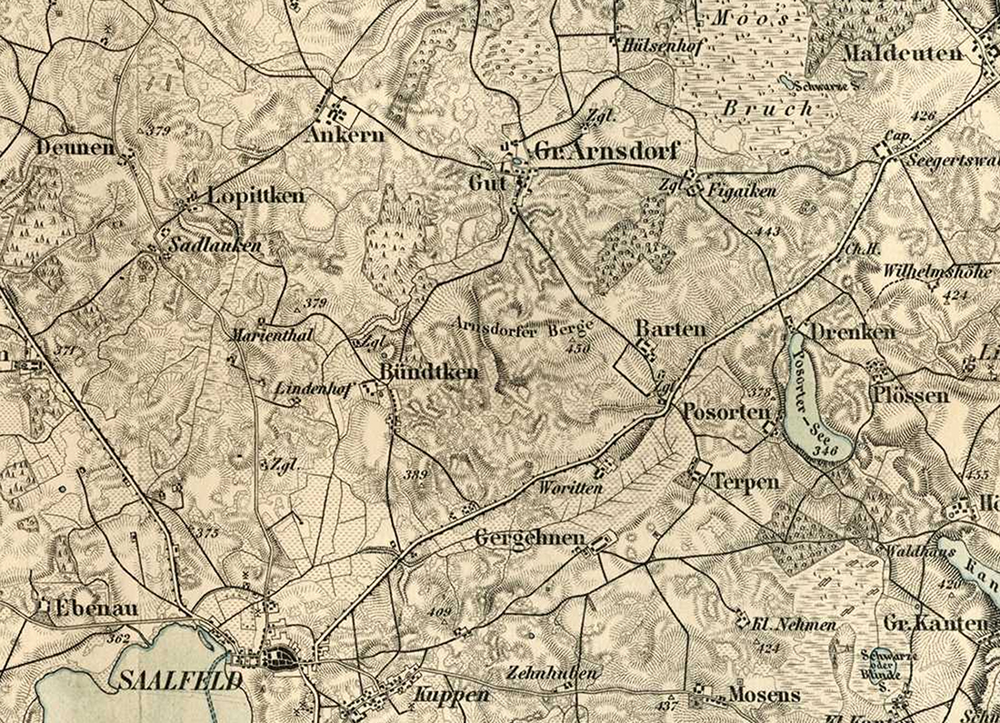 Moos
Hülsenhof
Maldeuten
Schwarze S.
Bruch
426
Zgl.
379
Ankern
Cap.
Deunen
Gr. Arnsdorf
Seegertswal
Gut
Zgl.
Figaiken
Lopittken
443
Sadlauken
Ch.H.
Wilhelmshöhe
424
379
Arnsdorfer Berge
450
Barten
Marienthal
Zgl.
Drenken
371
n
Bündtken
Lindenhof
Zgl.
378
Yosorter-See
346
Plössen
Posorten
Zgl.
389
Woritten
Terpen
455
375
Gergehnen
Waldhaus
420
Ebenau
409
Kl. Nehmen
424
Gr. Kanten
362
SAALFELD
Zehnhuben
Schwarze
oder
Blinde
S.
Kuppen
437
Mosens